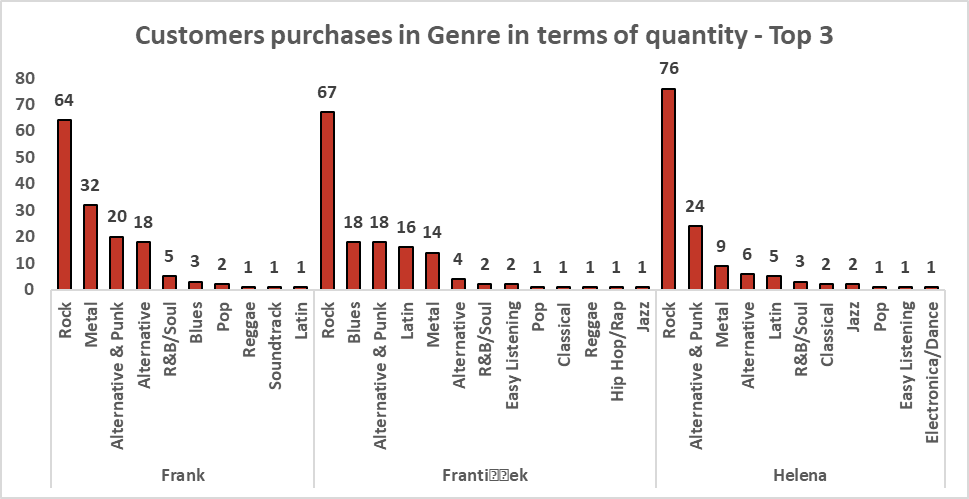 Customers purchases in Genre in terms of quantity - Top 3
80
70
60
50
40
30
20
10
0
64
32
20
18
5
3
2
1
1
1
67
18
18
16
14
4
2
2
1
1
1
1
1
76
24
9
6
5
3
2
2
1
1
1
Rock
Metal
Alternative & Punk
Alternative
R&B/Soul
Blues
Pop
Reggae
Soundtrack
Latin
Rock
Blues
Alternative & Punk
Latin
Metal
Alternative
R&B/Soul
Easy Listening
Pop
Classical
Reggae
Hip Hop/Rap
Jazz
Rock
Alternative & Punk
Metal
Alternative
Latin
R&B/Soul
Classical
Jazz
Pop
Easy Listening
Electronica/Dance
Frank
Helena